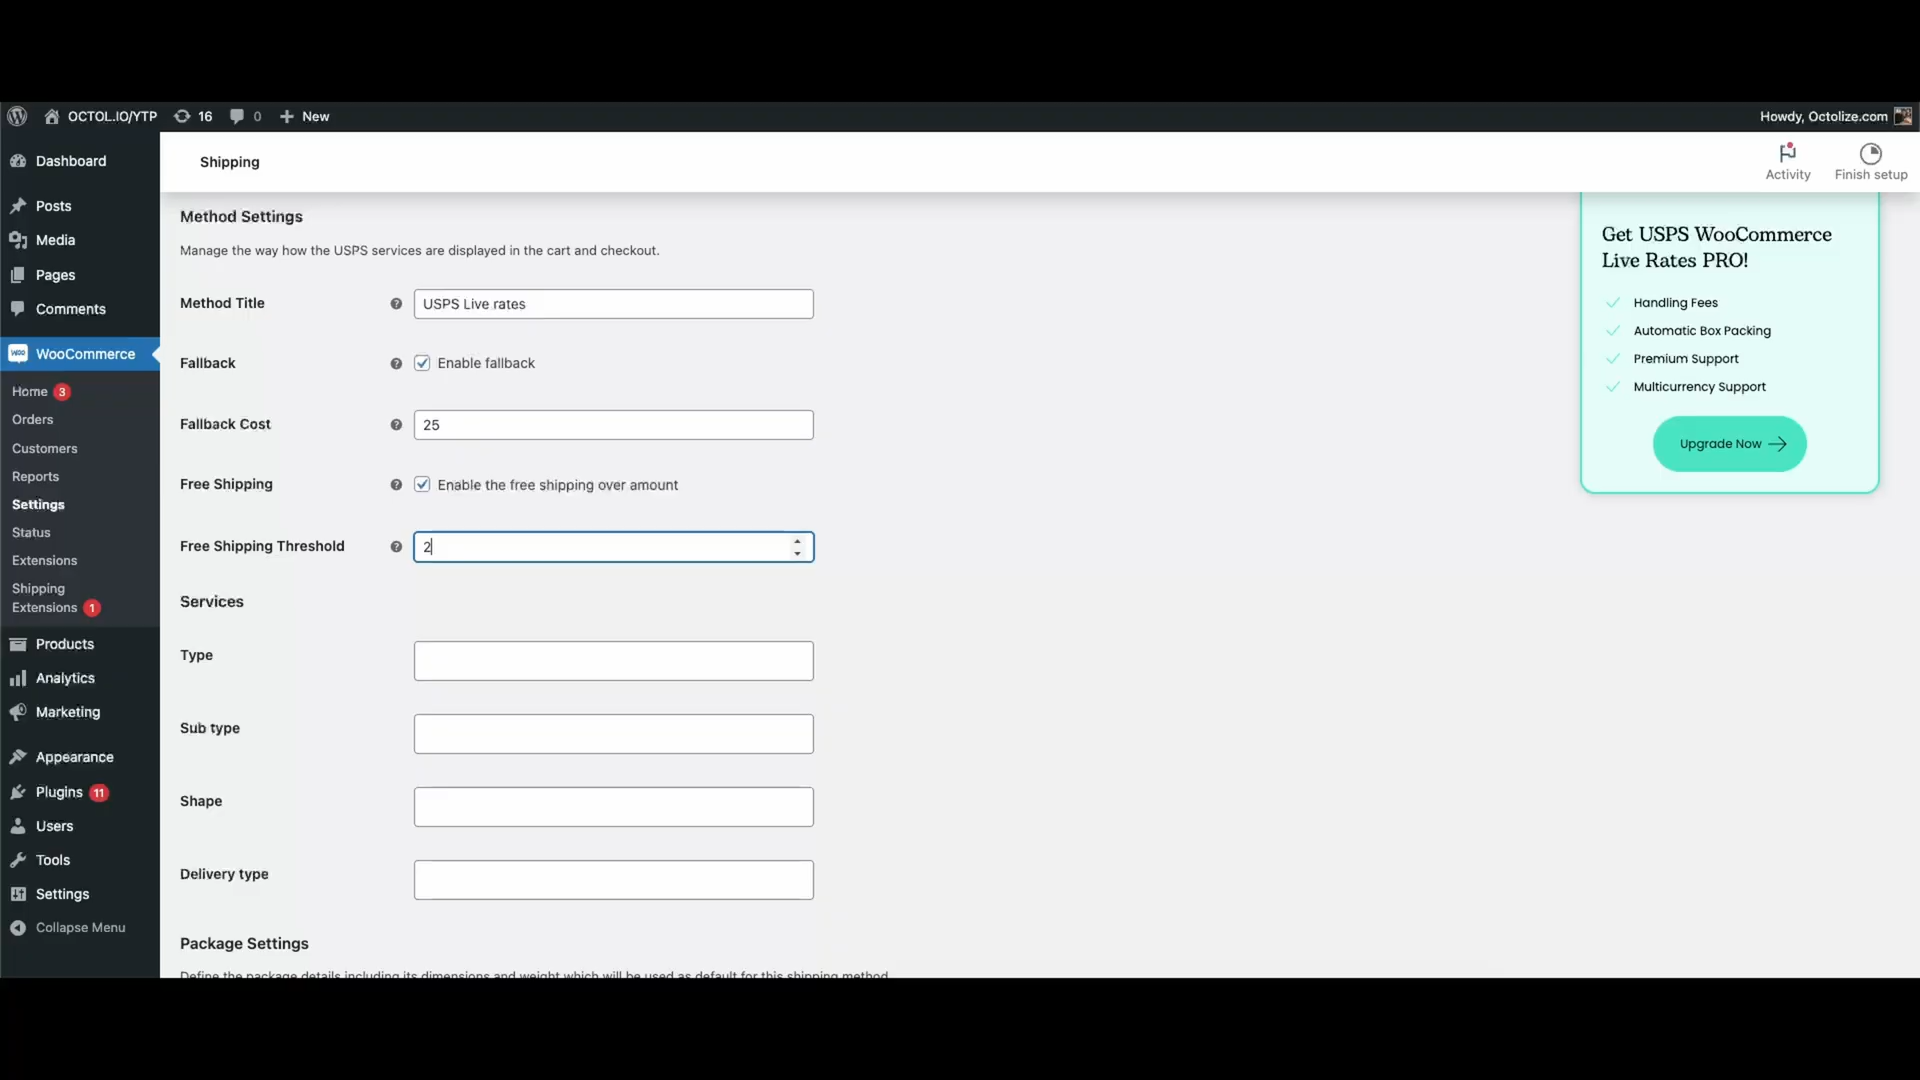 OCTOL.IO/YTP 16 0 New Howdy, Octolize.com
Dashboard
Posts
Media
Pages
Comments
woo WooCommerce
Home 3
Orders
Customers
Reports
Settings
Status
Extensions
Shipping
Extensions 1
Products
Analytics
Marketing
Appearance
Plugins 11
Users
Tools
Settings
Collapse Menu
Shipping
Activity
Finish setup
Method Settings
Manage the way how the USPS services are displayed in the cart and checkout.
Method Title ? USPS Live rates
Fallback ? Enable fallback
Fallback Cost ? 25
Free Shipping ? Enable the free shipping over amount
Free Shipping Threshold ? 2
Services
Type
Sub type
Shape
Delivery type
Package Settings
Define the package details including its dimensions and weight which will be used as default for this shipping method
Get USPS WooCommerce
Live Rates PRO!
Handling Fees
Automatic Box Packing
Premium Support
Multicurrency Support
Upgrade Now